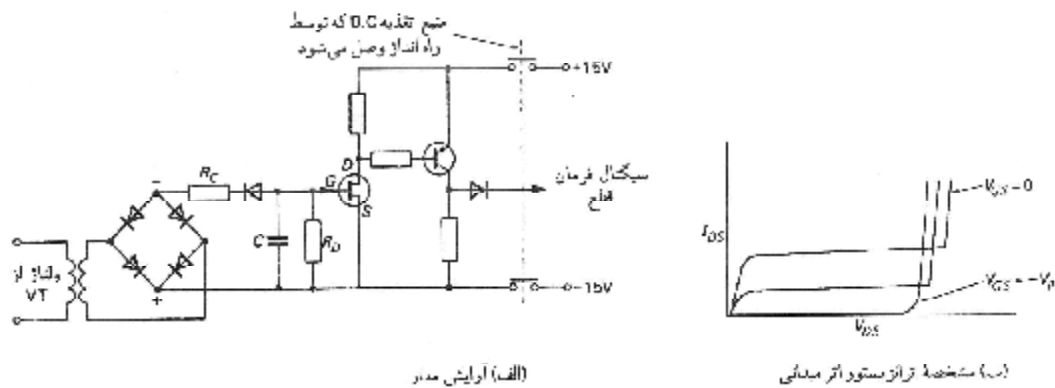 منبع تغذیه D.C که توسط
راه انداز وصل می‌شود
+15V
R_C
D
G
S
C
R_D
سیگنال فرمان
قطع
ولتاژ از
VT
−
+
−15V
I_DS
V_DS
V_GS = 0
V_GS = −V_P
(الف) آرایش مدار
(ب) مشخصهٔ ترانزیستور اثر میدانی